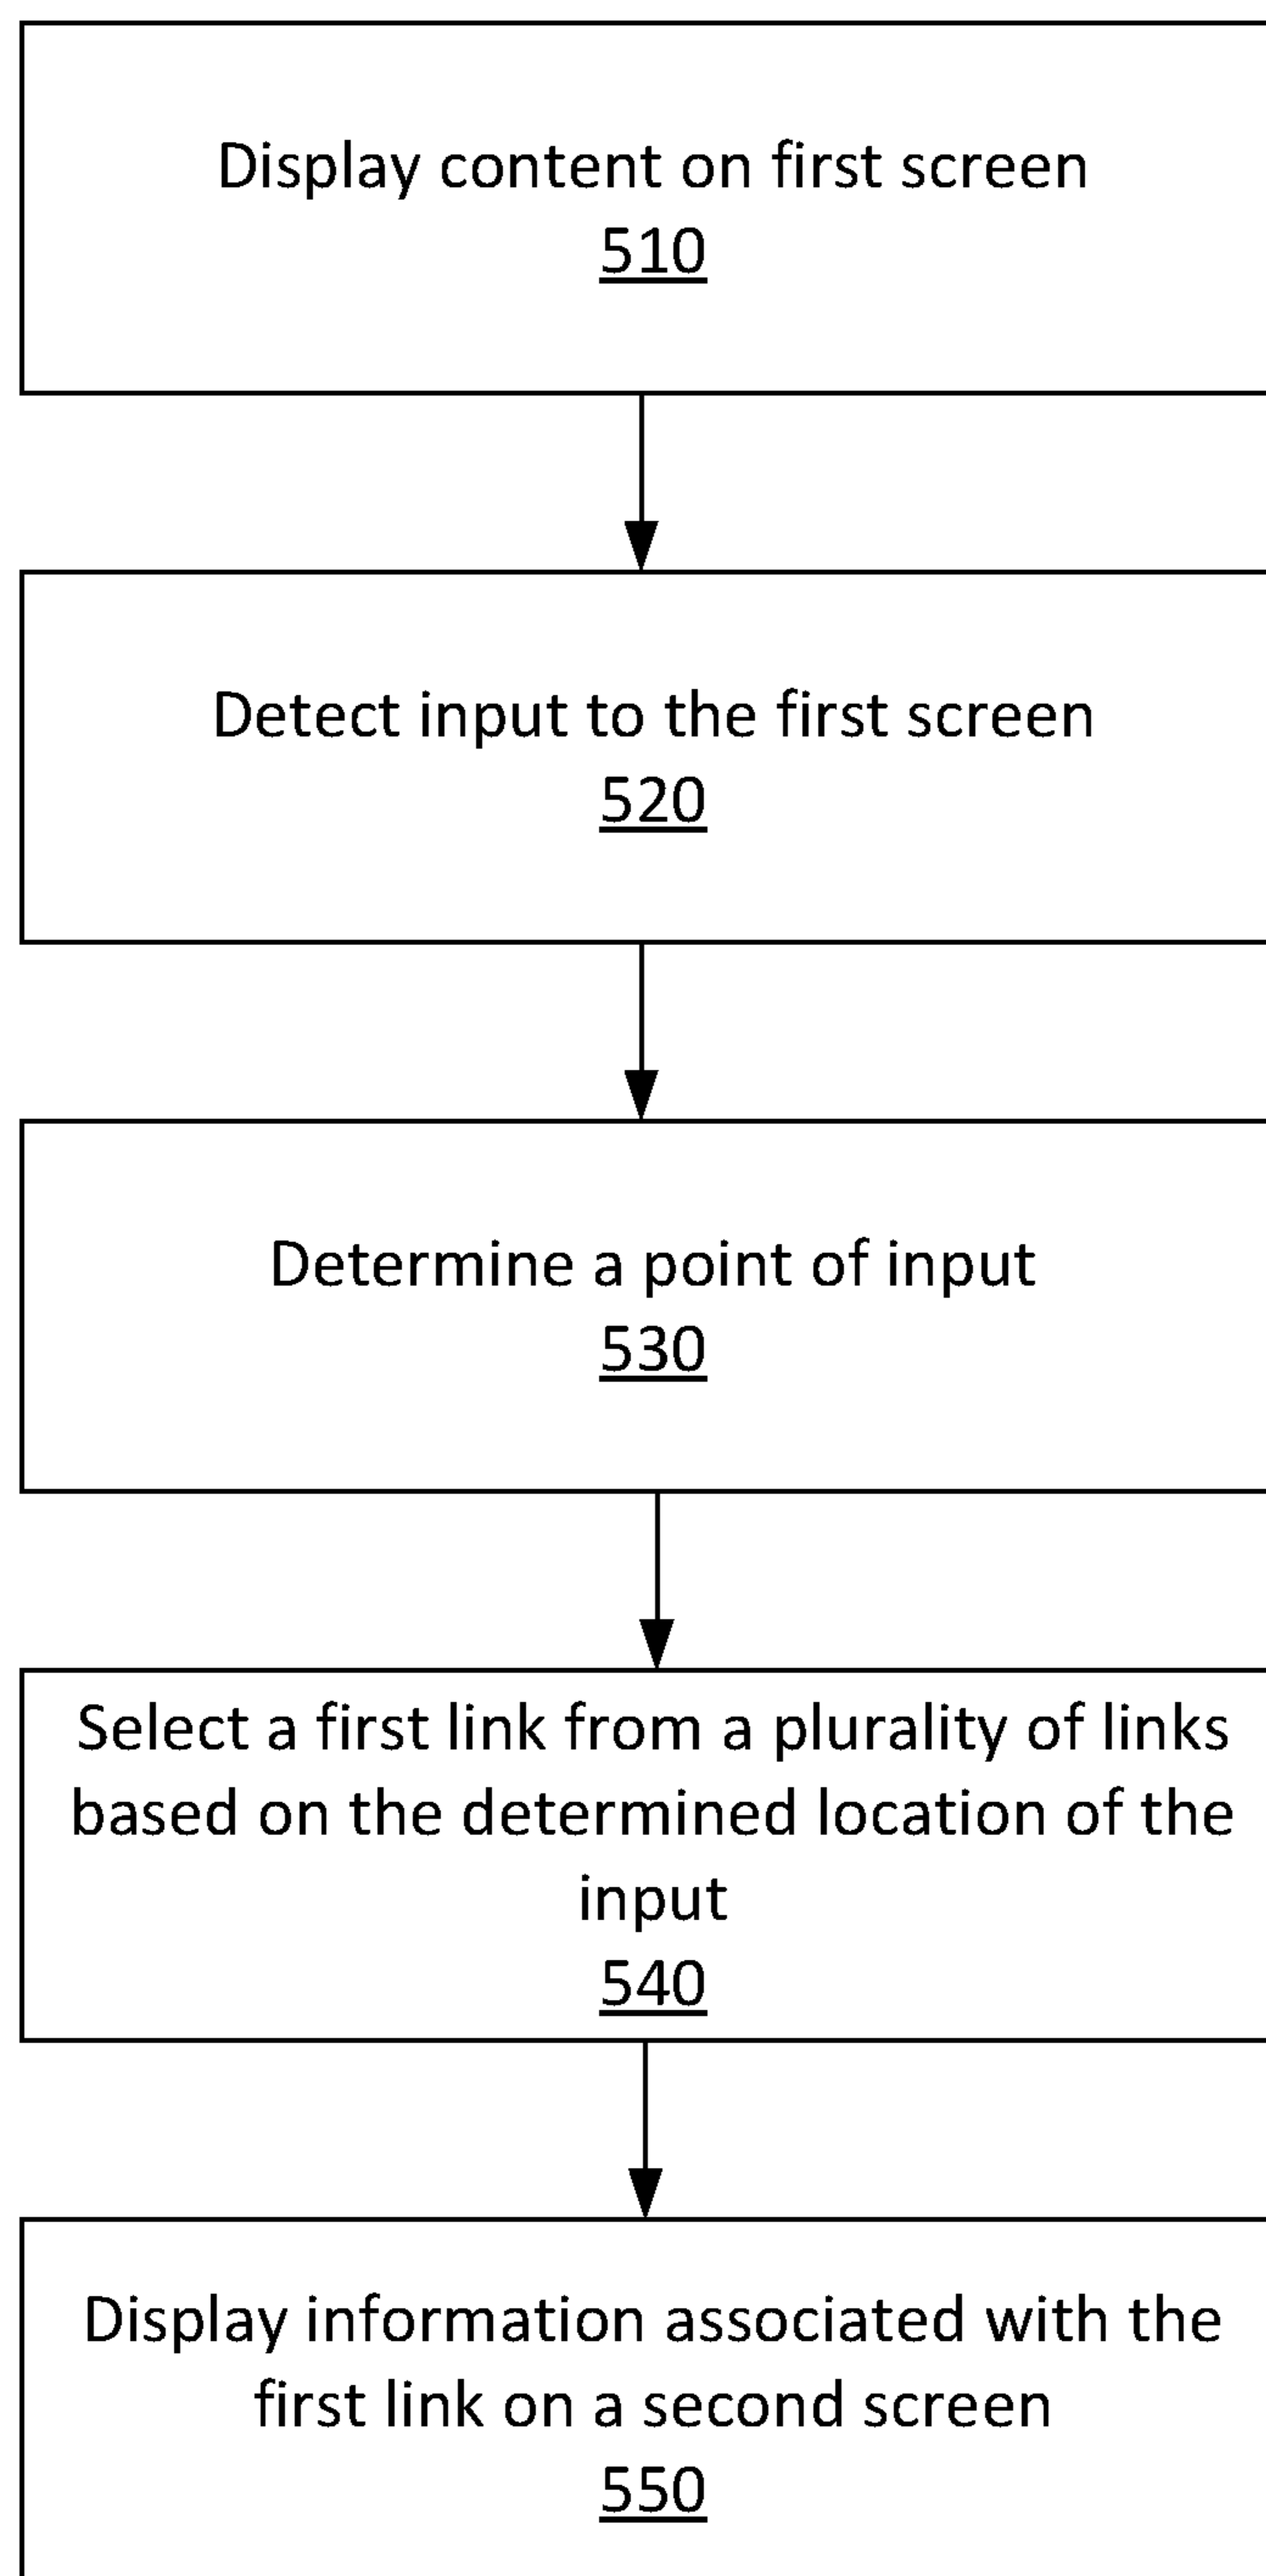 Display content on first screen
510
Detect input to the first screen
520
Determine a point of input
530
Select a first link from a plurality of links
based on the determined location of the
input
540
Display information associated with the
first link on a second screen
550